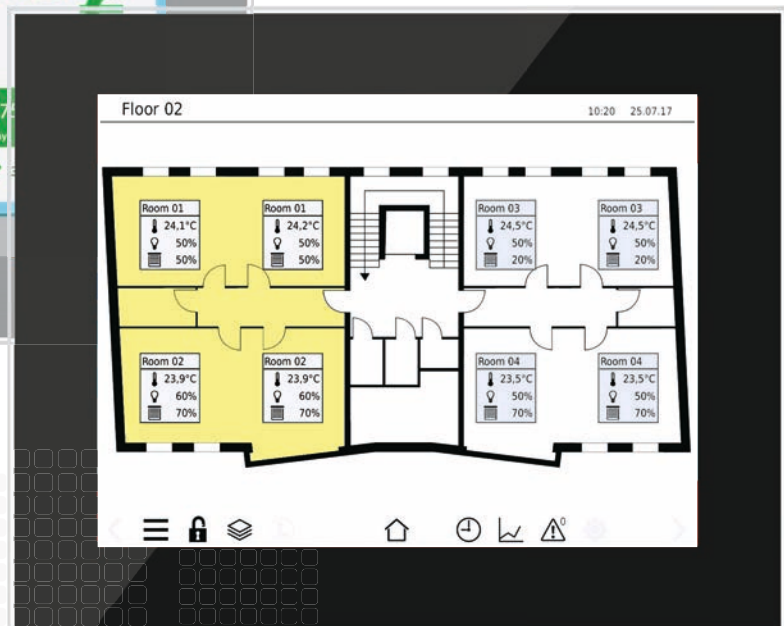 Floor 02
10:20 25.07.17
Room 01
24,1°C
50%
50%
Room 01
24,2°C
50%
50%
Room 03
24,5°C
50%
20%
Room 03
24,5°C
50%
20%
Room 02
23,9°C
60%
70%
Room 02
23,9°C
60%
70%
Room 04
23,5°C
50%
70%
Room 04
23,5°C
50%
70%
0